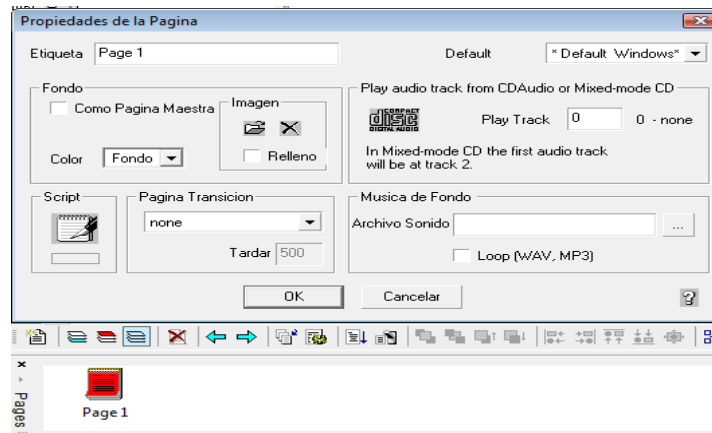 Propiedades de la Pagina
Etiqueta Page 1 Default * Default Windows*
Fondo
Como Pagina Maestra
Imagen
Color Fondo
Relleno
Play audio track from CDAudio or Mixed-mode CD
COMPACT
disc
DIGITAL AUDIO
Play Track 0 0 - none
In Mixed-mode CD the first audio track
will be at track 2.
Script
Pagina Transicion
none
Tardar 500
Musica de Fondo
Archivo Sonido ...
Loop (WAV, MP3)
OK Cancelar
Pages
Page 1